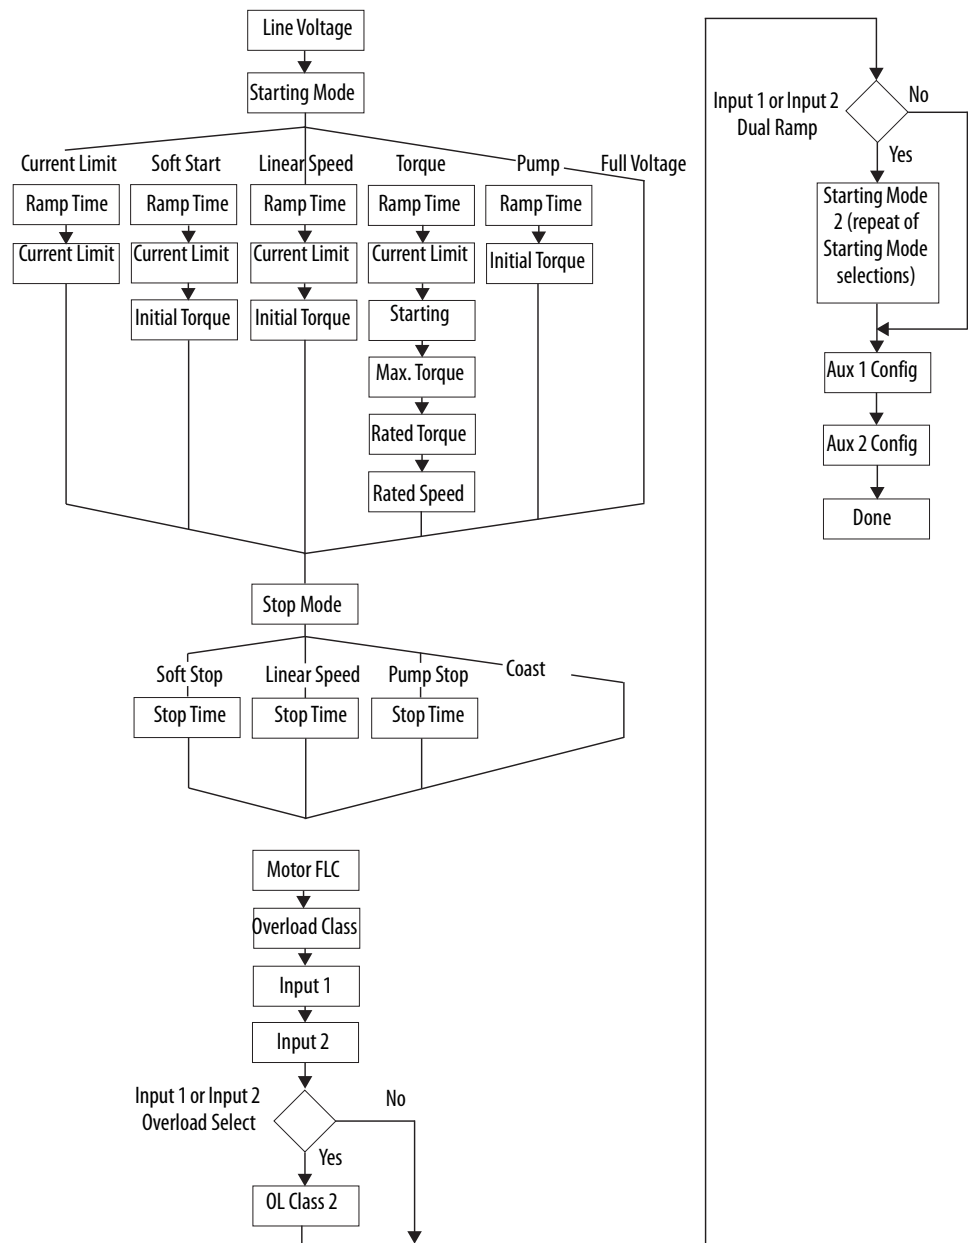 Line Voltage
Starting Mode
Current Limit
Soft Start
Linear Speed
Torque
Pump
Full Voltage
Ramp Time
Ramp Time
Ramp Time
Ramp Time
Ramp Time
Current Limit
Current Limit
Current Limit
Current Limit
Initial Torque
Initial Torque
Initial Torque
Starting
Max. Torque
Rated Torque
Rated Speed
Stop Mode
Soft Stop
Linear Speed
Pump Stop
Coast
Stop Time
Stop Time
Stop Time
Motor FLC
Overload Class
Input 1
Input 2
Input 1 or Input 2
Overload Select
No
Yes
OL Class 2
Input 1 or Input 2
Dual Ramp
No
Yes
Starting Mode
2 (repeat of
Starting Mode
selections)
Aux 1 Config
Aux 2 Config
Done